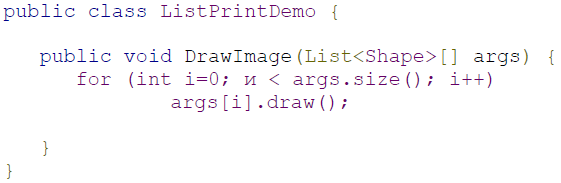 public class ListPrintDemo {
public void DrawImage(List<Shape>[] args) {
for (int i=0; и < args.size(); i++)
args[i].draw();
}
}